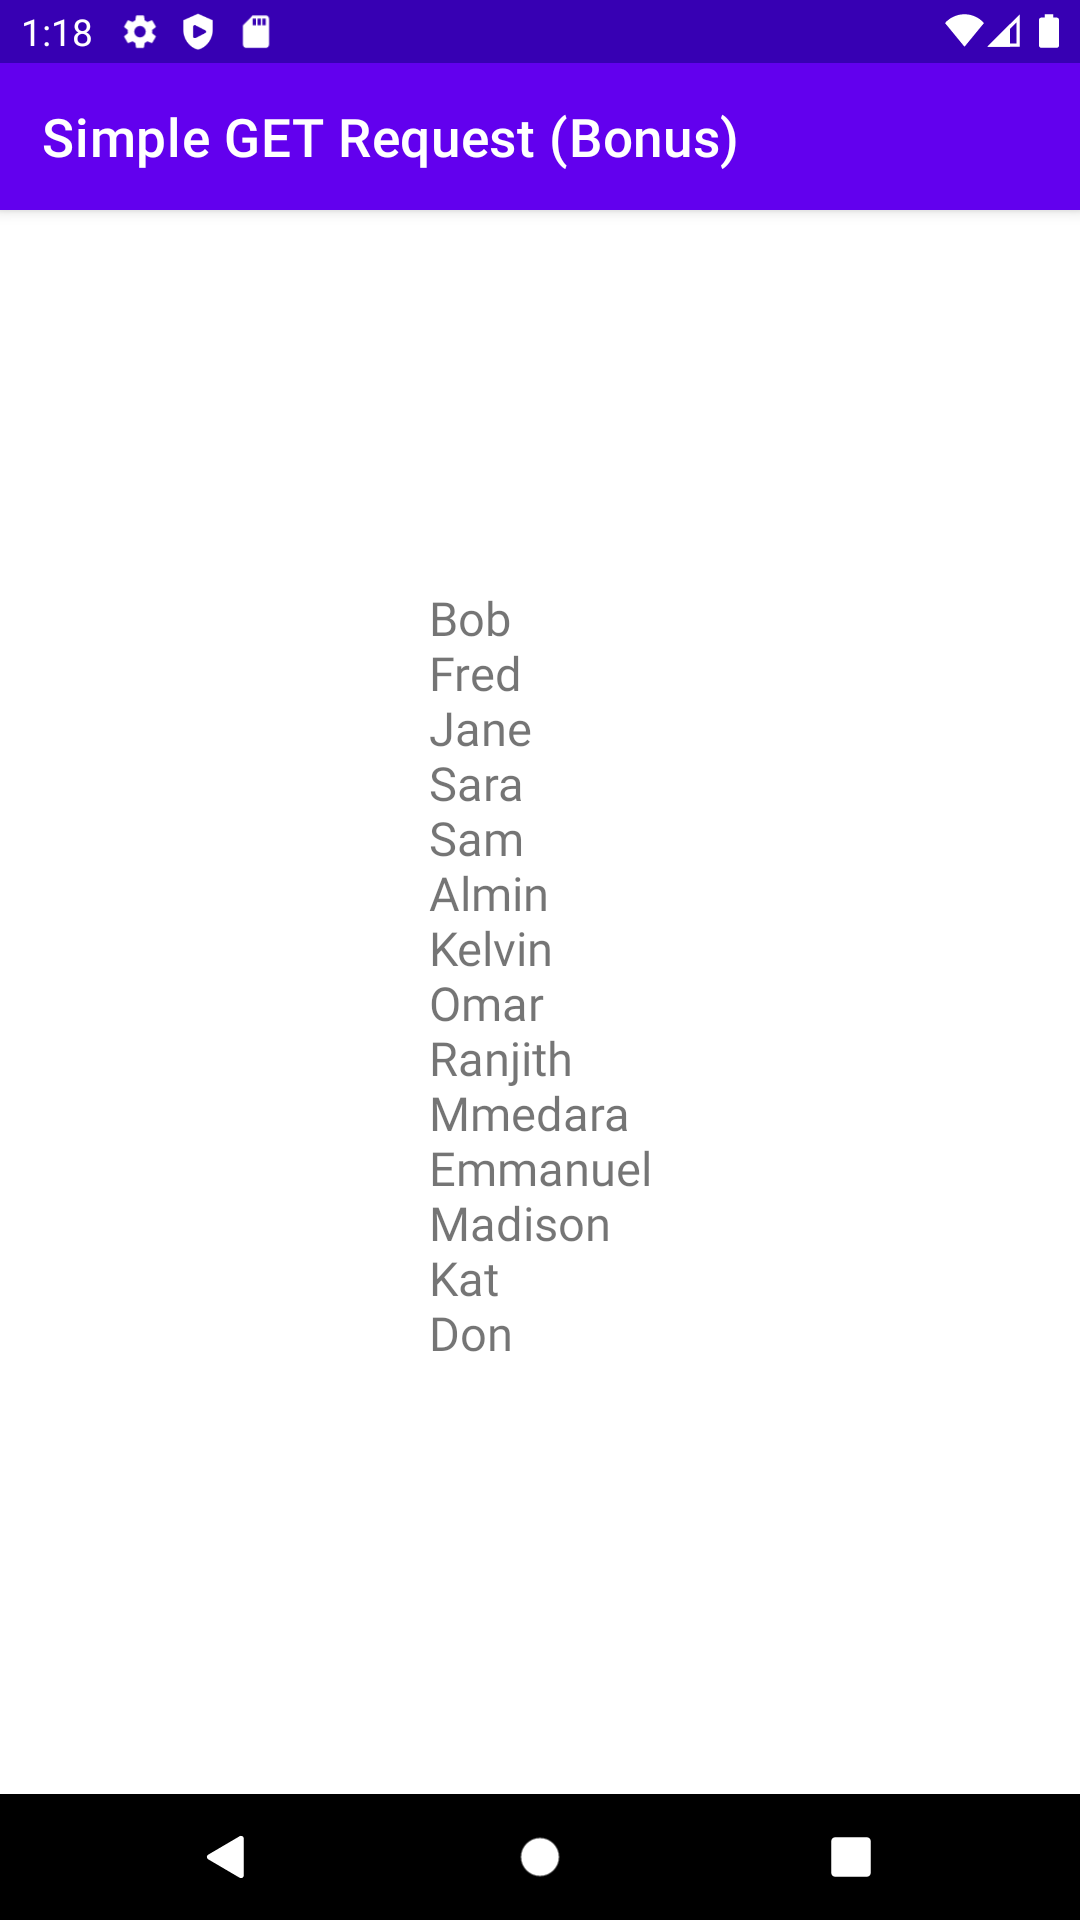 1:18
Simple GET Request (Bonus)
Bob
Fred
Jane
Sara
Sam
Almin
Kelvin
Omar
Ranjith
Mmedara
Emmanuel
Madison
Kat
Don